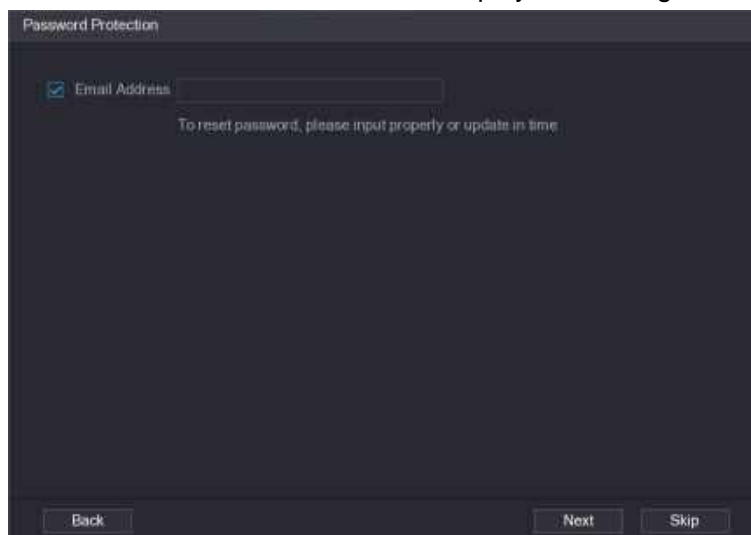 Password Protection
Email Address
To reset password, please input properly or update in time
Back Next Skip